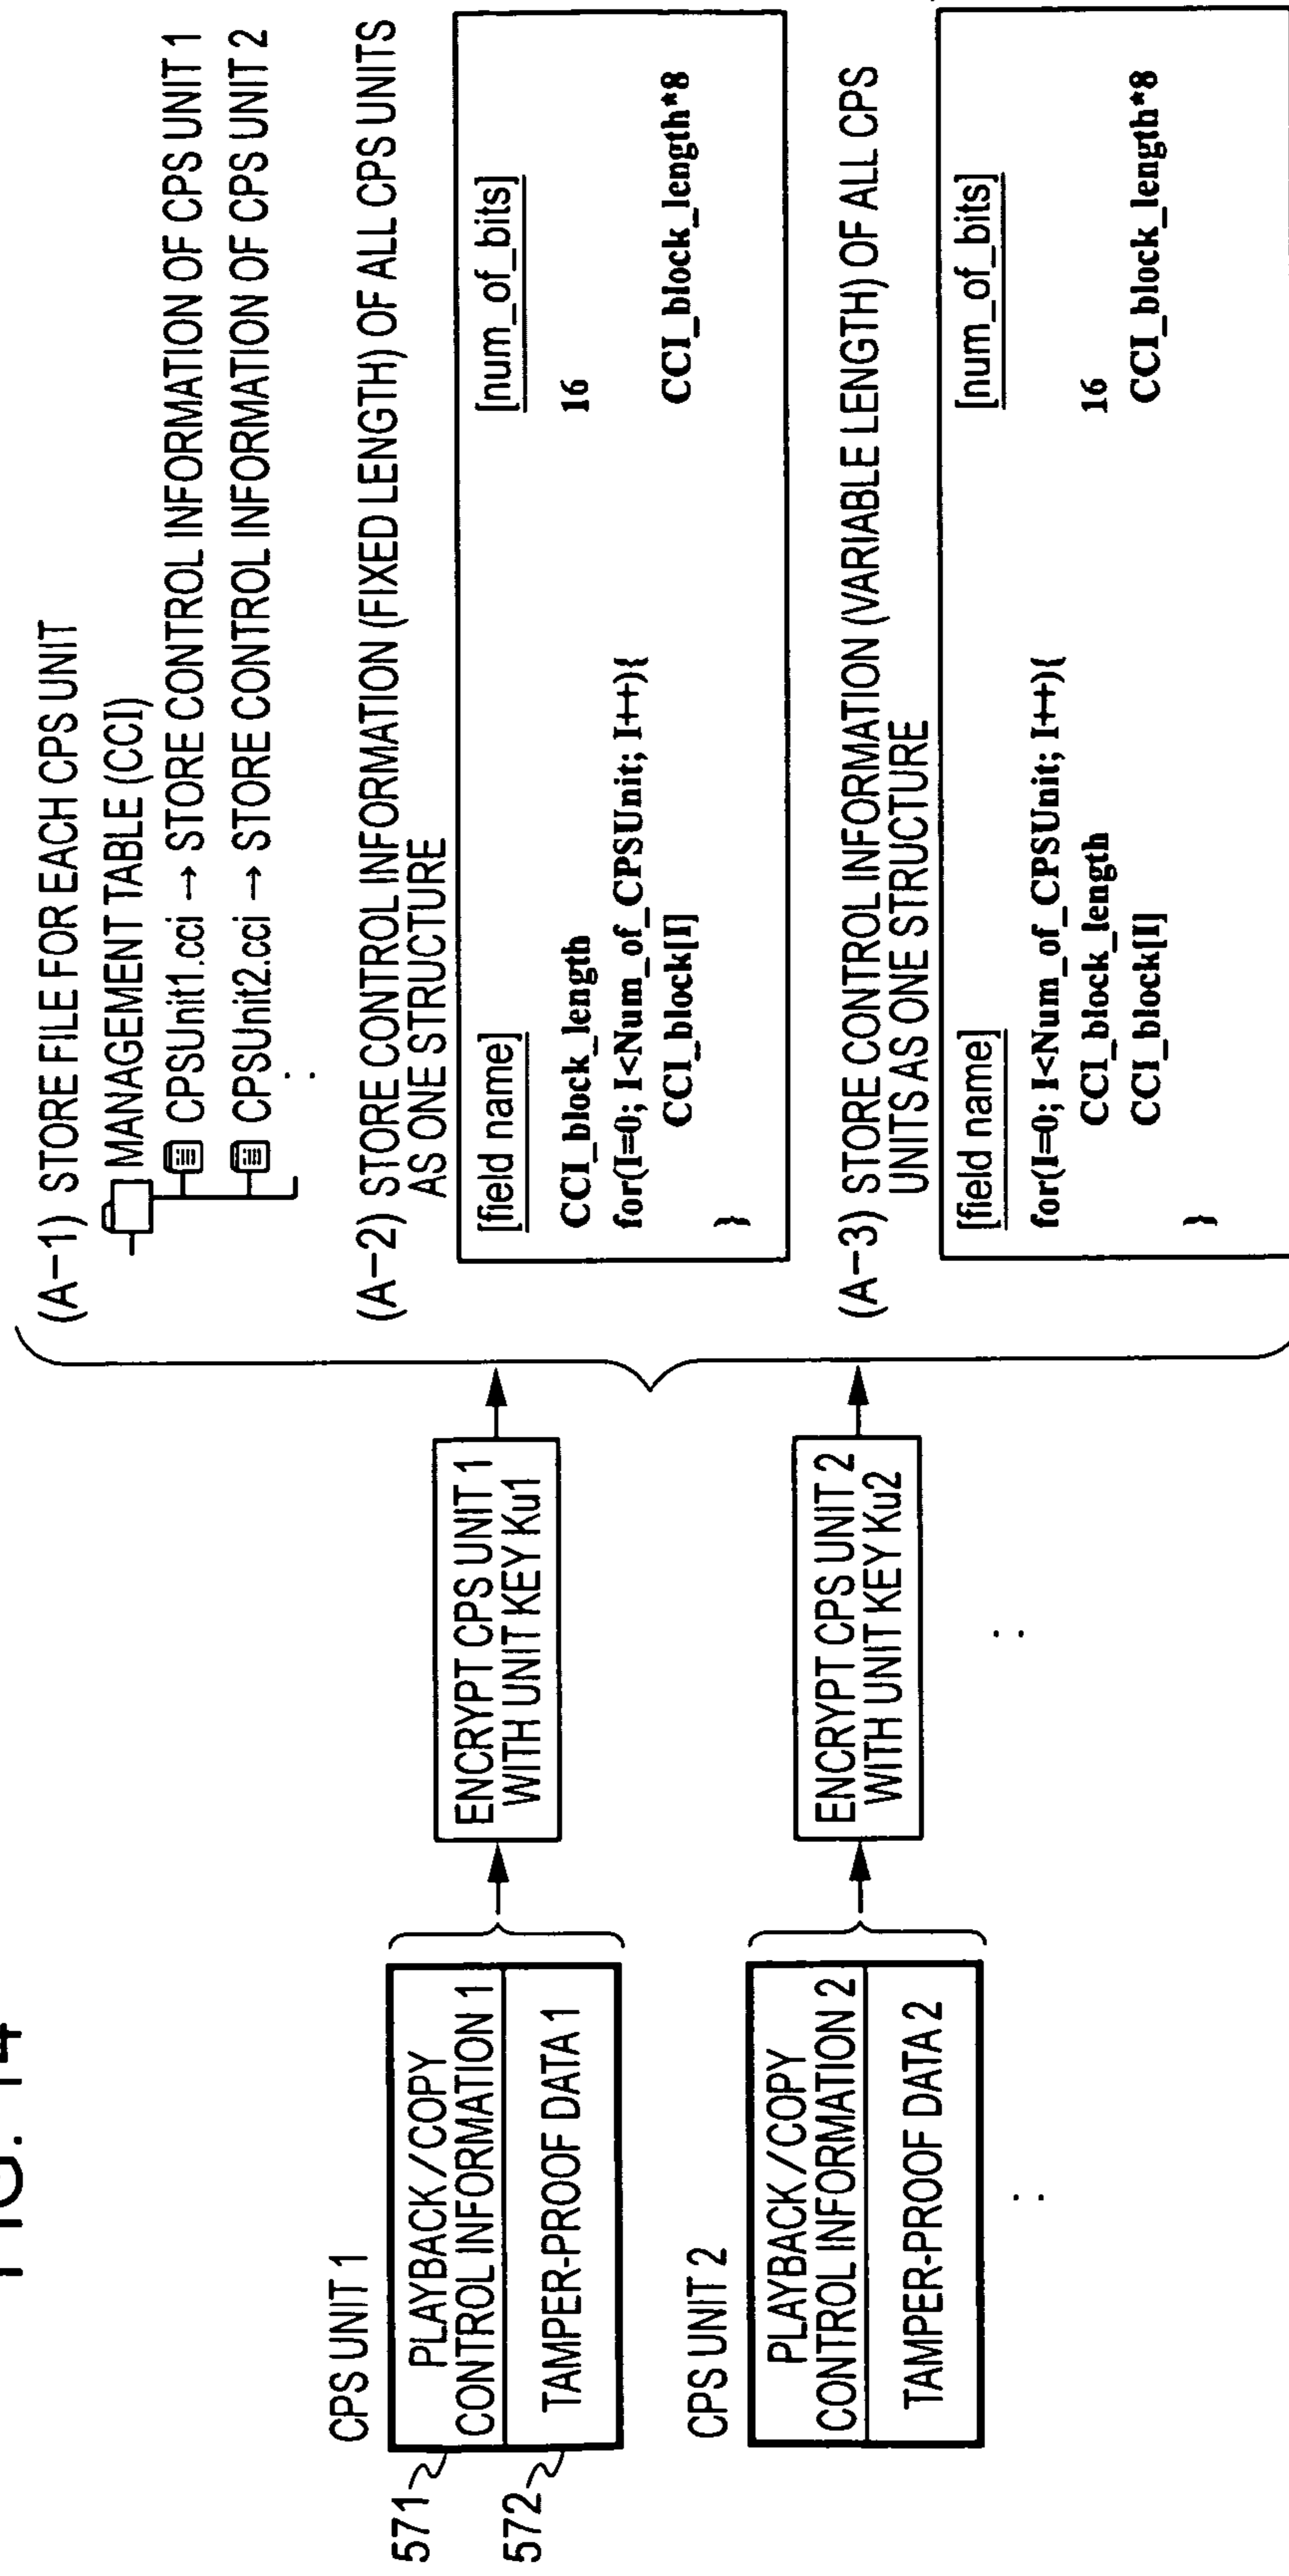 FIG. 14
CPS UNIT 1
571
PLAYBACK/COPY
CONTROL INFORMATION 1
572
TAMPER-PROOF DATA 1
ENCRYPT CPS UNIT 1
WITH UNIT KEY Ku1
CPS UNIT 2
PLAYBACK/COPY
CONTROL INFORMATION 2
TAMPER-PROOF DATA 2
ENCRYPT CPS UNIT 2
WITH UNIT KEY Ku2
(A-1) STORE FILE FOR EACH CPS UNIT
MANAGEMENT TABLE (CCI)
CPSUnit1.cci → STORE CONTROL INFORMATION OF CPS UNIT 1
CPSUnit2.cci → STORE CONTROL INFORMATION OF CPS UNIT 2
(A-2) STORE CONTROL INFORMATION (FIXED LENGTH) OF ALL CPS UNITS
AS ONE STRUCTURE
[field name] [num_of_bits]
CCI_block_length 16
for(I=0; I<Num_of_CPSUnit; I++){
CCI_block[I] CCI_block_length*8
}
(A-3) STORE CONTROL INFORMATION (VARIABLE LENGTH) OF ALL CPS
UNITS AS ONE STRUCTURE
[field name] [num_of_bits]
for(I=0; I<Num_of_CPSUnit; I++){
CCI_block_length 16
CCI_block[I] CCI_block_length*8
}